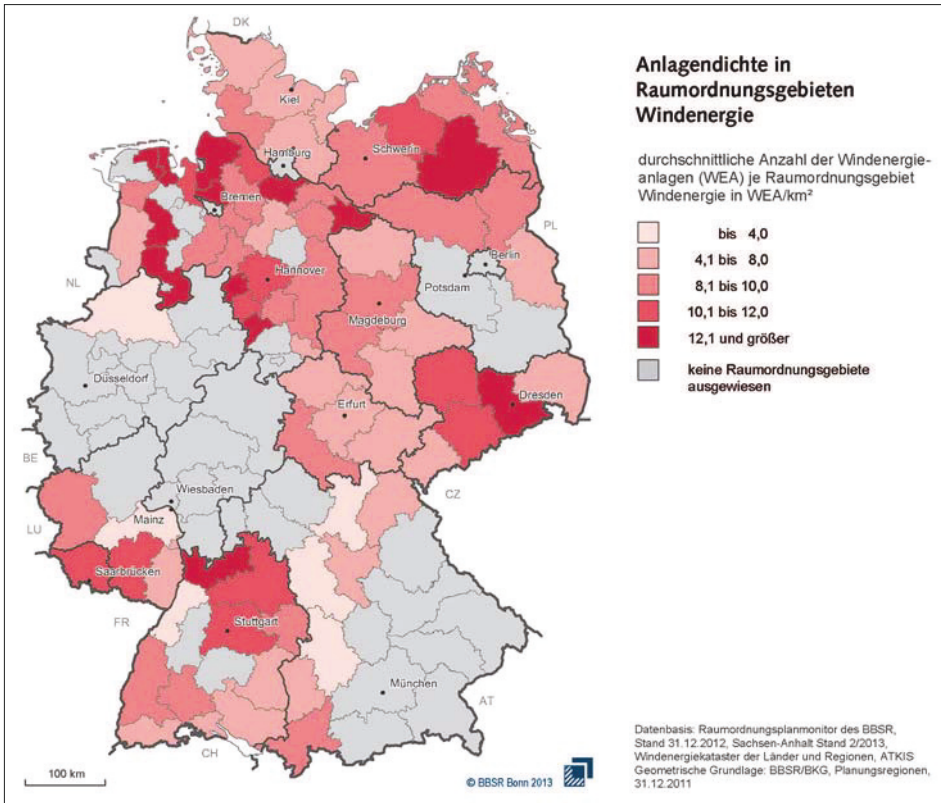 Anlagendichte in
Raumordnungsgebieten
Windenergie
durchschnittliche Anzahl der Windenergie-
anlagen (WEA) je Raumordnungsgebiet
Windenergie in WEA/km²
bis 4,0
4,1 bis 8,0
8,1 bis 10,0
10,1 bis 12,0
12,1 und größer
keine Raumordnungsgebiete
ausgewiesen
DK
Kiel
Hamburg
Schwerin
Bremen
PL
Berlin
Hannover
Potsdam
NL
Magdeburg
Düsseldorf
Dresden
Erfurt
BE
Wiesbaden
CZ
Mainz
LU
Saarbrücken
FR
Stuttgart
München
AT
CH
100 km
© BBSR Bonn 2013
Datenbasis: Raumordnungsplanmonitor des BBSR,
Stand 31.12.2012, Sachsen-Anhalt Stand 2/2013,
Windenergiekataster der Länder und Regionen, ATKIS
Geometrische Grundlage: BBSR/BKG, Planungsregionen,
31.12.2011